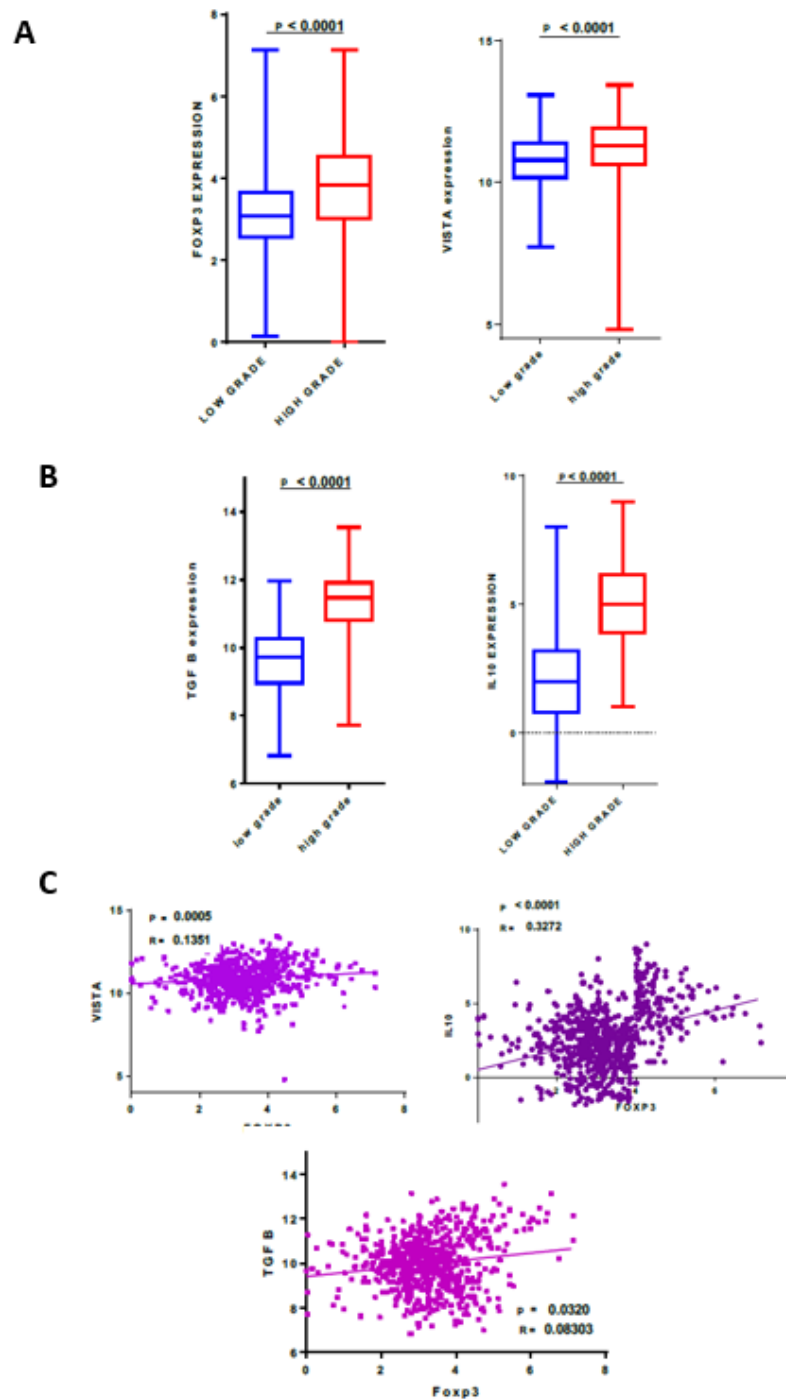 A
P < 0.0001
8
6
4
2
0
FOXP3 EXPRESSION
LOW GRADE
HIGH GRADE
P < 0.0001
15
10
5
VISTA expression
Low grade
high grade
B
P < 0.0001
14
12
10
8
6
TGF B expression
low grade
high grade
P < 0.0001
10
5
0
IL10 EXPRESSION
LOW GRADE
HIGH GRADE
C
P = 0.0005
R = 0.1351
15
10
5
VISTA
0 2 4 6 8
P < 0.0001
R = 0.3272
10
5
0
IL10
2 4 6
FOXP3
14
12
10
8
6
TGF B
p = 0.0320
R = 0.08303
0 2 4 6 8
Foxp3